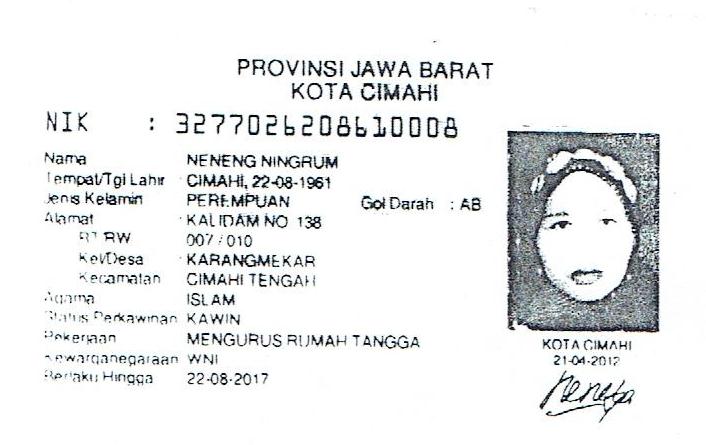 PROVINSI JAWA BARAT
KOTA CIMAHI
NIK : 3277026208610008
Nama NENENG NINGRUM
Tempat/Tgl Lahir : CIMAHI, 22-08-1961
Jenis Kelamin PEREMPUAN Gol Darah : AB
Alamat KALIDAM NO 138
RT RW 007 / 010
Kel/Desa KARANGMEKAR
Kecamatan CIMAHI TENGAH
Agama ISLAM
Status Perkawinan KAWIN
Pekerjaan MENGURUS RUMAH TANGGA
Kewarganegaraan WNI
Berlaku Hingga 22-08-2017
KOTA CIMAHI
21-04-2012